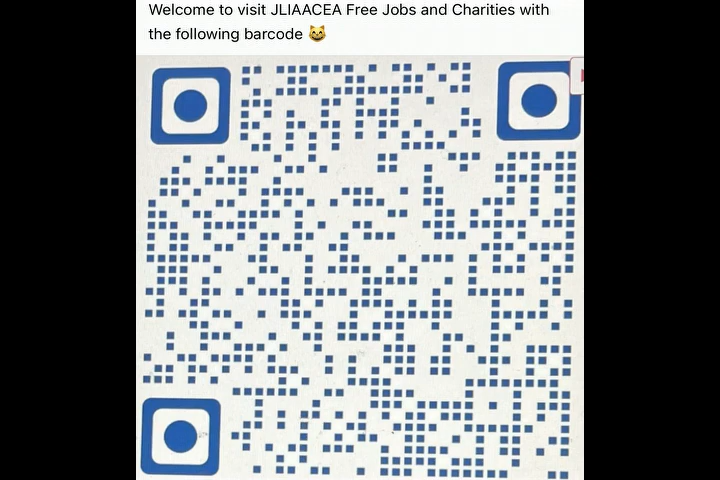 Welcome to visit JLIAACEA Free Jobs and Charities with
the following barcode 😺